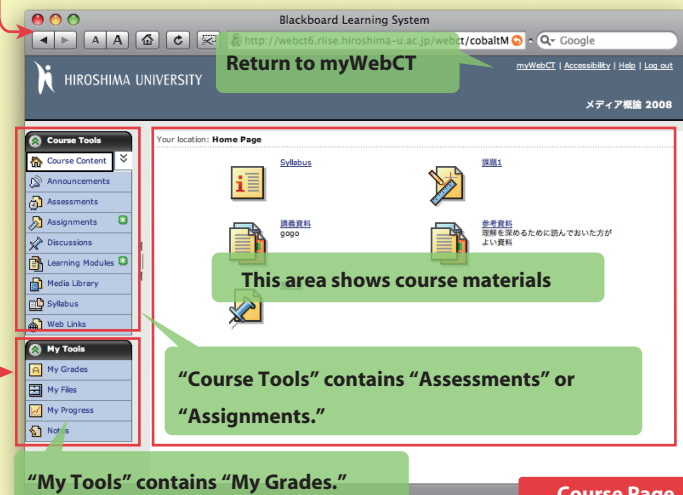 Blackboard Learning System
A A
http://webct6.riise.hiroshima-u.ac.jp/webct/cobaltM
Google
Return to myWebCT
myWebCT | Accessibility | Help | Log out
HIROSHIMA UNIVERSITY
メディア概論 2008
Course Tools
Course Content
Announcements
Assessments
Assignments
Discussions
Learning Modules
Media Library
Syllabus
Web Links
My Tools
My Grades
My Files
My Progress
Notes
Your location: Home Page
Syllabus
課題1
講義資料
gogo
参考資料
理解を深めるために読んでおいた方が
よい資料
This area shows course materials
“Course Tools” contains “Assessments” or
“Assignments.”
“My Tools” contains “My Grades.”
Course Page